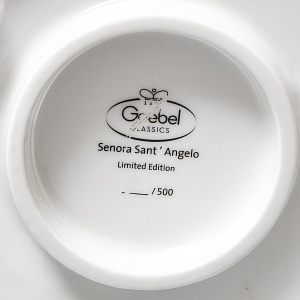 Goebel
CLASSICS
Senora Sant ' Angelo
Limited Edition
- ___ / 500